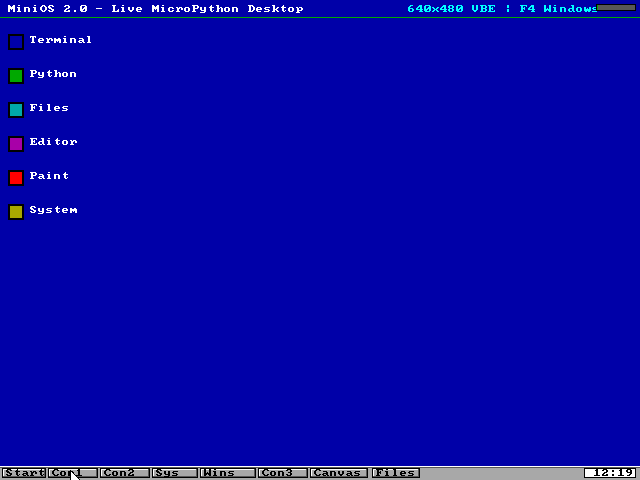 MiniOS 2.0 - Live MicroPython Desktop 640x480 VBE | F4 Windows
Terminal
Python
Files
Editor
Paint
System
Start Con1 Con2 Sys Wins Con3 Canvas Files 12:19